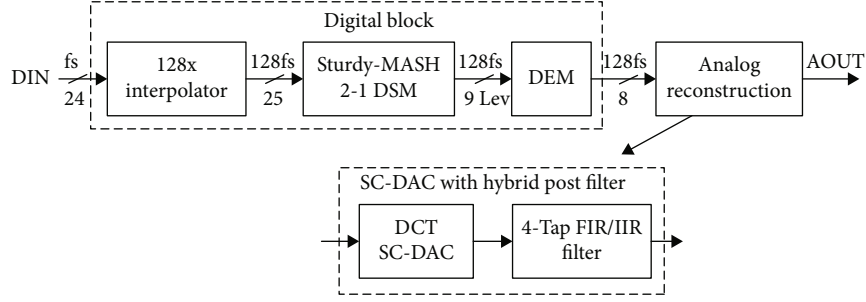 Digital block
DIN
fs
24
128x
interpolator
128fs
25
Sturdy-MASH
2-1 DSM
128fs
9 Lev
DEM
128fs
8
Analog
reconstruction
AOUT
SC-DAC with hybrid post filter
DCT
SC-DAC
4-Tap FIR/IIR
filter